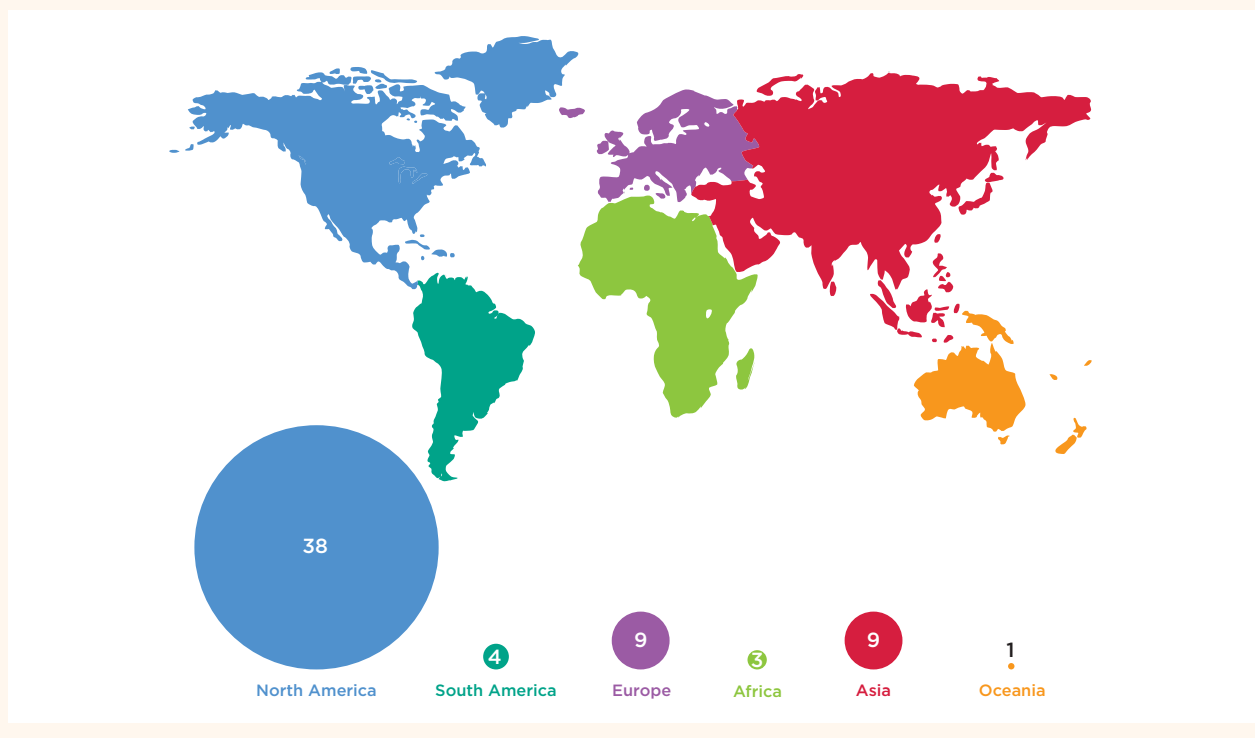 38
North America
4
South America
9
Europe
3
Africa
9
Asia
1
Oceania